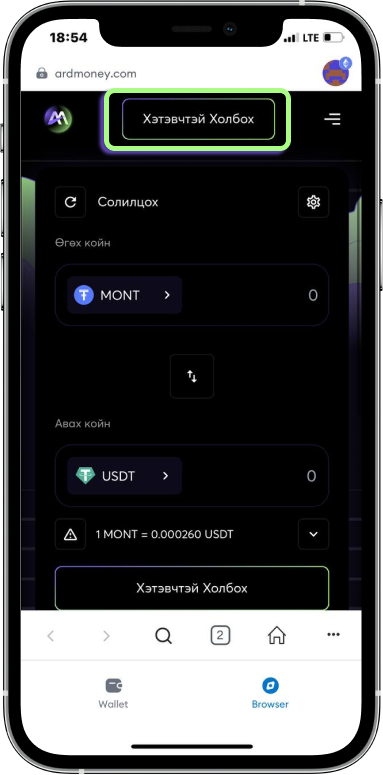 18:54
LTE
ardmoney.com
Хэтэвчтэй Холбох
Солилцох
Өгөх койн
MONT
0
Авах койн
USDT
0
1 MONT = 0.000260 USDT
Хэтэвчтэй Холбох
2
Wallet
Browser